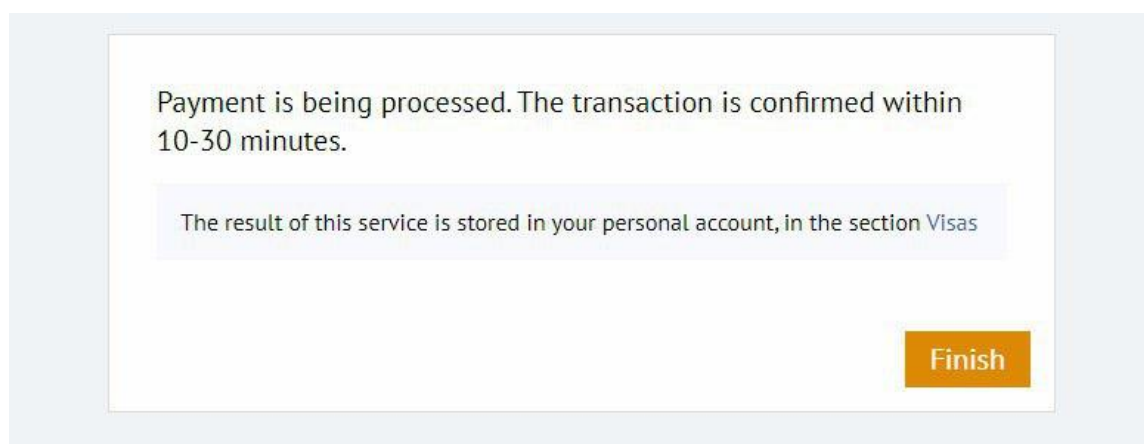 Payment is being processed. The transaction is confirmed within
10-30 minutes.
The result of this service is stored in your personal account, in the section Visas
Finish